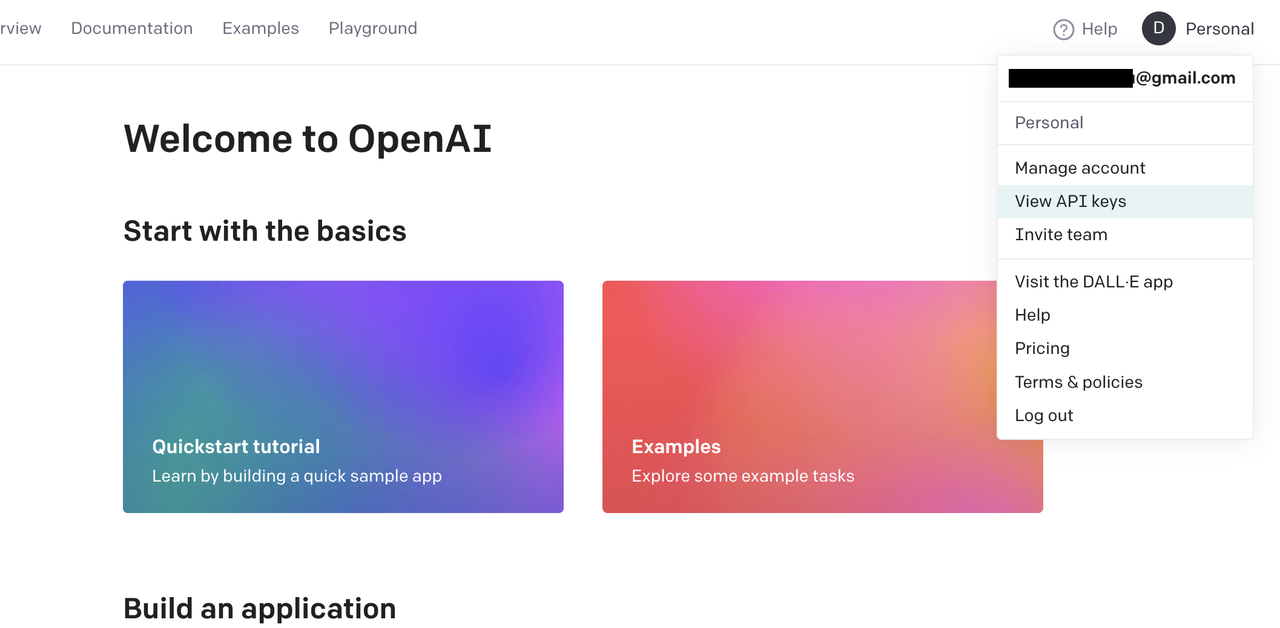 Documentation Examples Playground Help D Personal
@gmail.com
Personal
Manage account
View API keys
Invite team
Visit the DALL·E app
Help
Pricing
Terms & policies
Log out
Welcome to OpenAI
Start with the basics
Quickstart tutorial
Learn by building a quick sample app
Examples
Explore some example tasks
Build an application